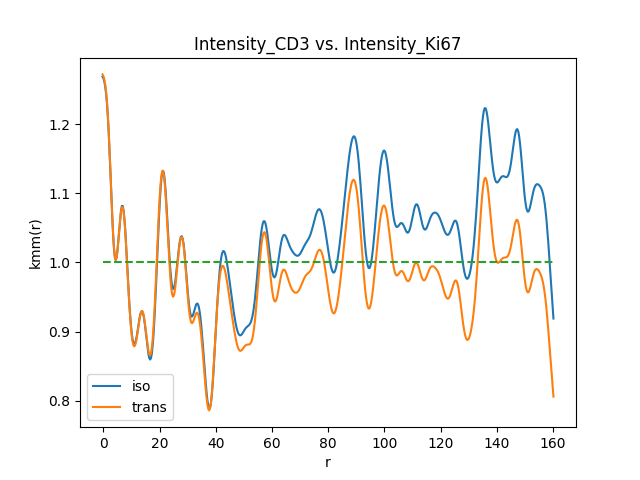 Intensity_CD3 vs. Intensity_Ki67
kmm(r)
1.2
1.1
1.0
0.9
0.8
iso
trans
0 20 40 60 80 100 120 140 160
r